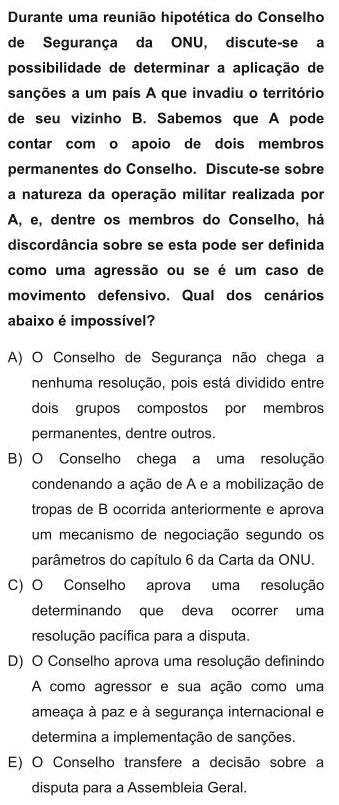 Durante uma reunião hipotética do Conselho
de Segurança da ONU, discute-se a
possibilidade de determinar a aplicação de
sanções a um país A que invadiu o território
de seu vizinho B. Sabemos que A pode
contar com o apoio de dois membros
permanentes do Conselho. Discute-se sobre
a natureza da operação militar realizada por
A, e, dentre os membros do Conselho, há
discordância sobre se esta pode ser definida
como uma agressão ou se é um caso de
movimento defensivo. Qual dos cenários
abaixo é impossível?
A) O Conselho de Segurança não chega a
nenhuma resolução, pois está dividido entre
dois grupos compostos por membros
permanentes, dentre outros.
B) O Conselho chega a uma resolução
condenando a ação de A e a mobilização de
tropas de B ocorrida anteriormente e aprova
um mecanismo de negociação segundo os
parâmetros do capítulo 6 da Carta da ONU.
C) O Conselho aprova uma resolução
determinando que deva ocorrer uma
resolução pacífica para a disputa.
D) O Conselho aprova uma resolução definindo
A como agressor e sua ação como uma
ameaça à paz e à segurança internacional e
determina a implementação de sanções.
E) O Conselho transfere a decisão sobre a
disputa para a Assembleia Geral.